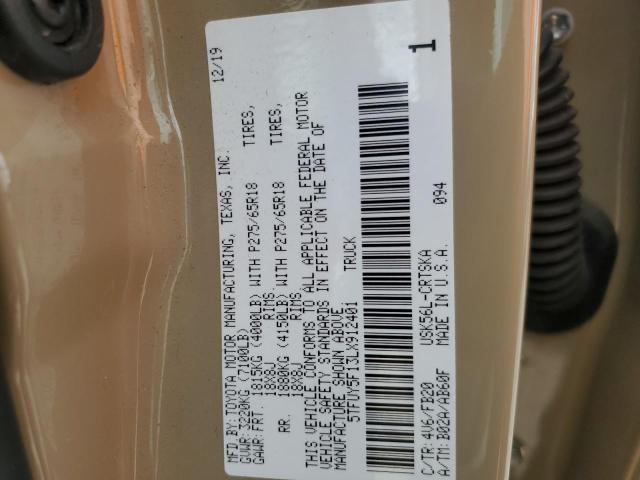 12/19
MFD.BY: TOYOTA MOTOR MANUFACTURING, TEXAS, INC.
GVWR: 3220KG (7100LB)
GAWR: FRT. 1815KG (4000LB) WITH P275/65R18 TIRES,
18X8J RIMS
RR. 1880KG (4150LB) WITH P275/65R18 TIRES,
18X8J RIMS
THIS VEHICLE CONFORMS TO ALL APPLICABLE FEDERAL MOTOR
VEHICLE SAFETY STANDARDS IN EFFECT ON THE DATE OF
MANUFACTURE SHOWN ABOVE.
5TFUY5F13LX912401 TRUCK
094
C/TR: 4V6/FB20 USK56L-CRTSKA
A/TM: B02A/AB60F MADE IN U.S.A.
1